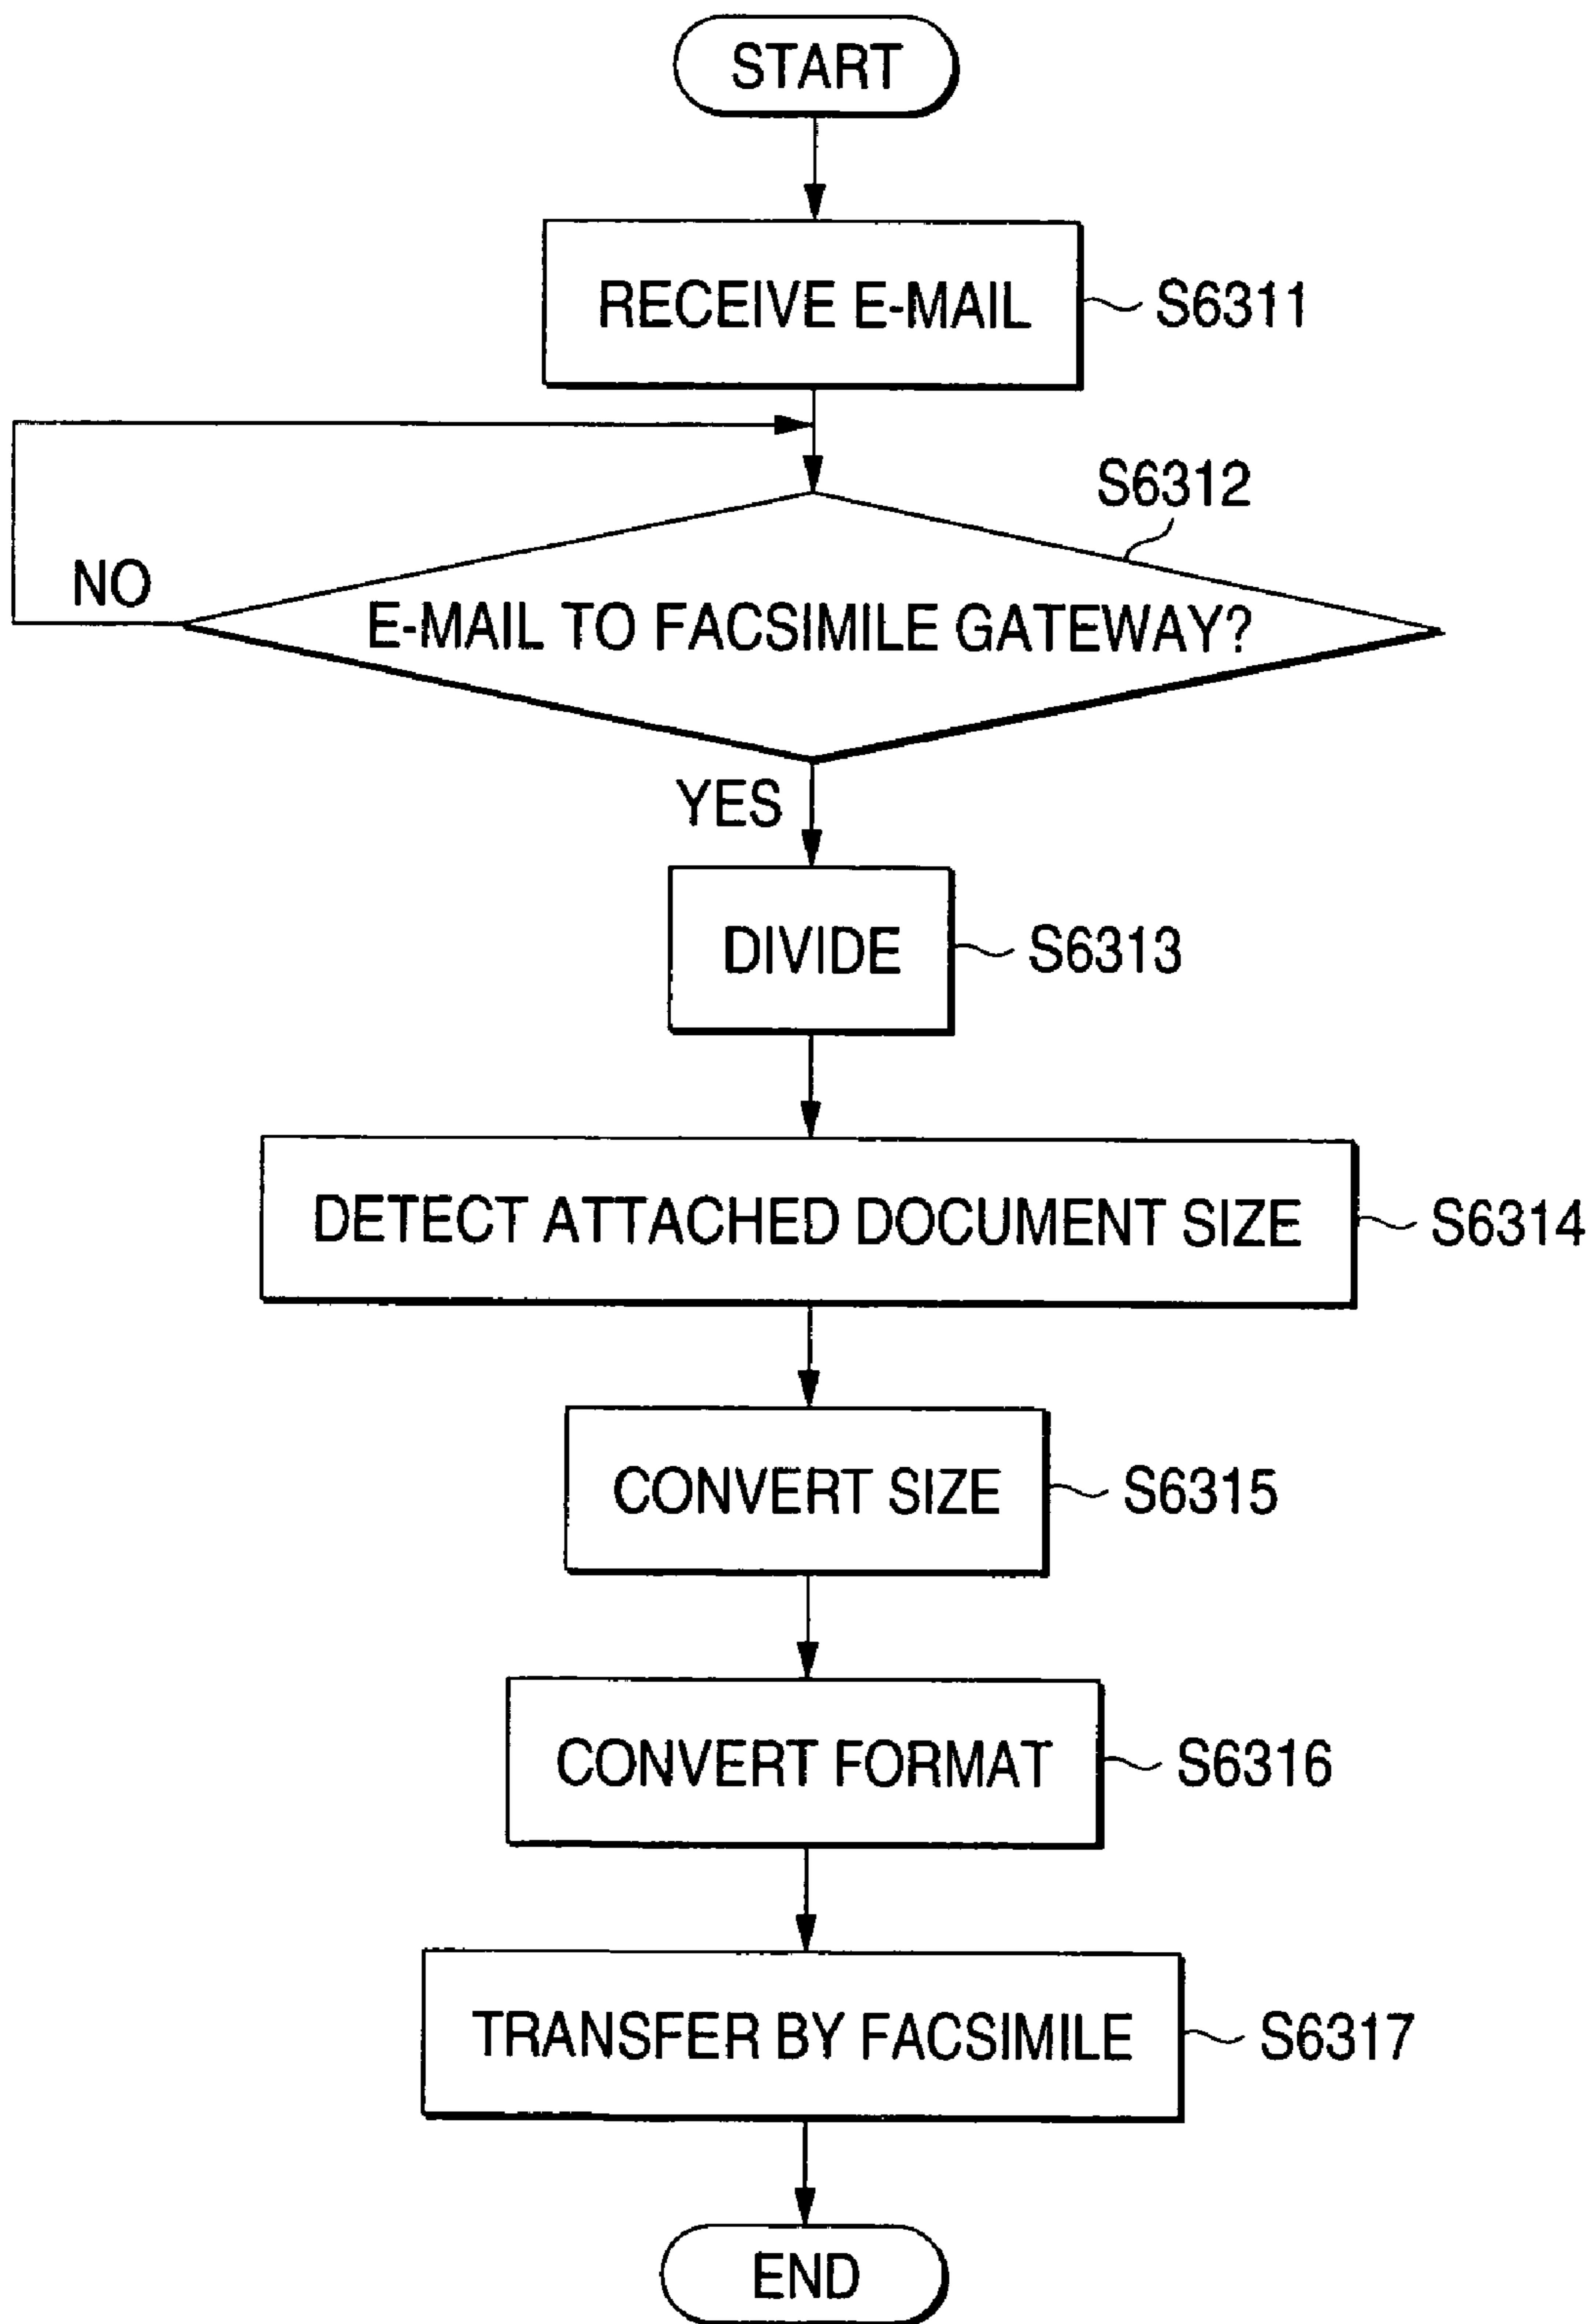 START
RECEIVE E-MAIL
S6311
S6312
NO
E-MAIL TO FACSIMILE GATEWAY?
YES
DIVIDE
S6313
DETECT ATTACHED DOCUMENT SIZE
S6314
CONVERT SIZE
S6315
CONVERT FORMAT
S6316
TRANSFER BY FACSIMILE
S6317
END